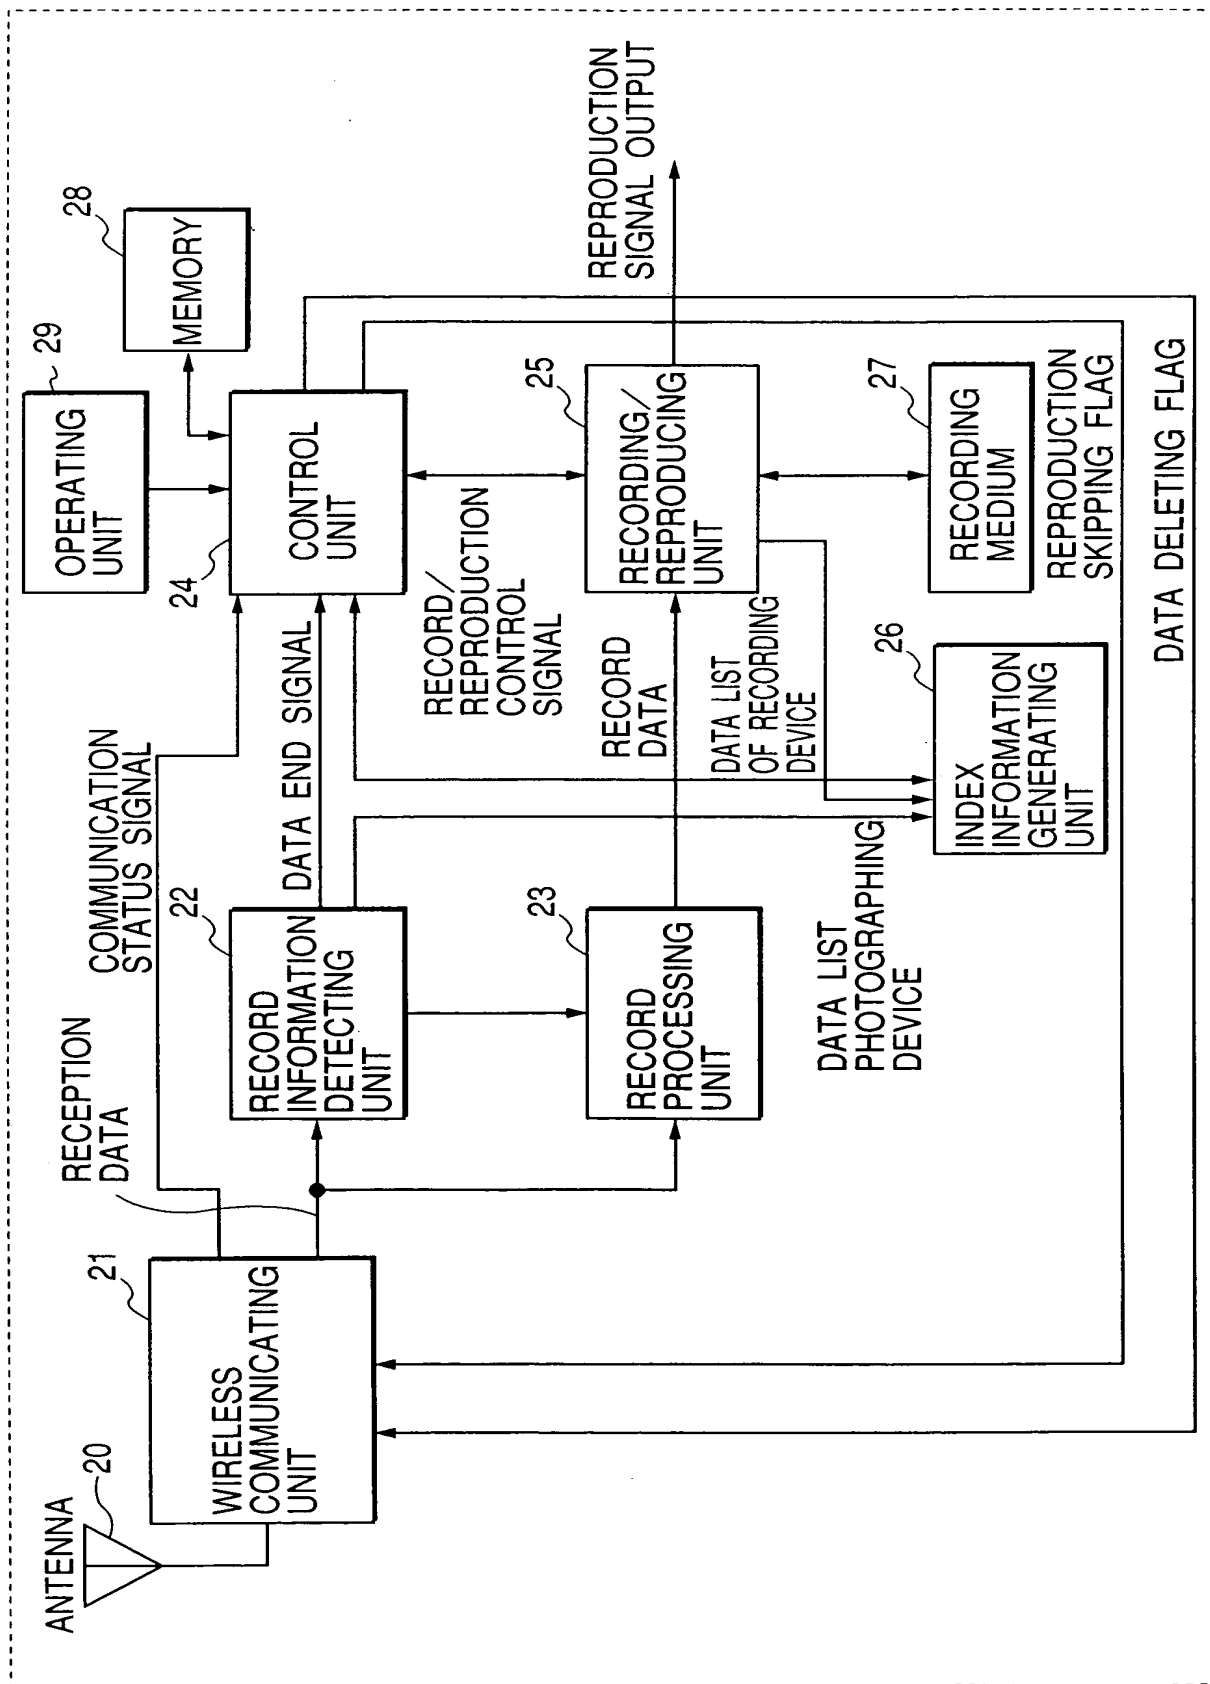 ANTENNA
20
21
WIRELESS
COMMUNICATING
UNIT
RECEPTION
DATA
COMMUNICATION
STATUS SIGNAL
22
RECORD
INFORMATION
DETECTING
UNIT
DATA END SIGNAL
23
RECORD
PROCESSING
UNIT
RECORD
DATA
OPERATING
UNIT
29
MEMORY
28
24
CONTROL
UNIT
RECORD/
REPRODUCTION
CONTROL
SIGNAL
25
RECORDING/
REPRODUCING
UNIT
REPRODUCTION
SIGNAL OUTPUT
DATA LIST
OF RECORDING
DEVICE
DATA LIST
PHOTOGRAPHING
DEVICE
26
INDEX
INFORMATION
GENERATING
UNIT
27
RECORDING
MEDIUM
REPRODUCTION
SKIPPING FLAG
DATA DELETING FLAG